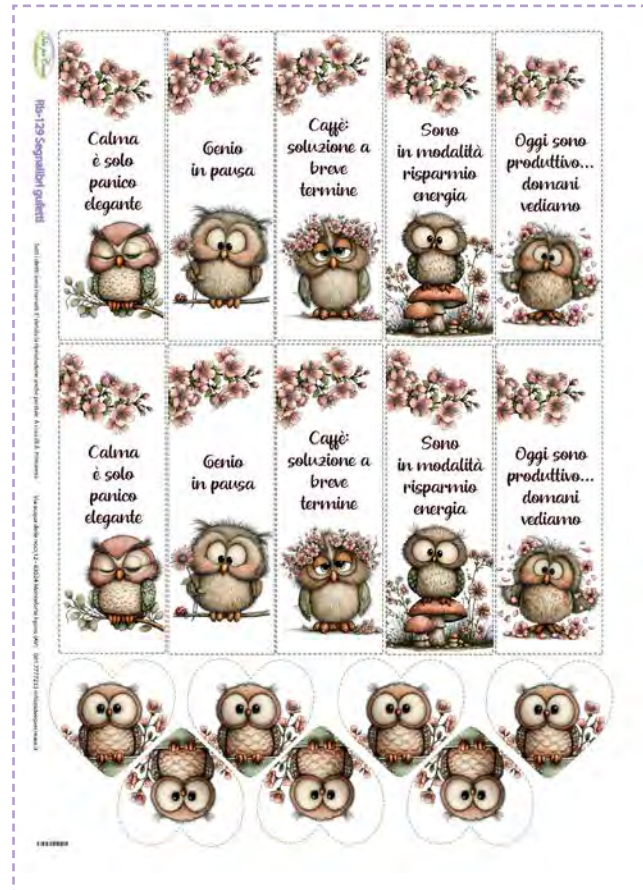 Ris-129 Segnalibri gufetti
Calma
è solo
panico
elegante
Genio
in pausa
Caffè:
soluzione a
breve
termine
Sono
in modalità
risparmio
energia
Oggi sono
produttivo...
domani
vediamo
Calma
è solo
panico
elegante
Genio
in pausa
Caffè:
soluzione a
breve
termine
Sono
in modalità
risparmio
energia
Oggi sono
produttivo...
domani
vediamo